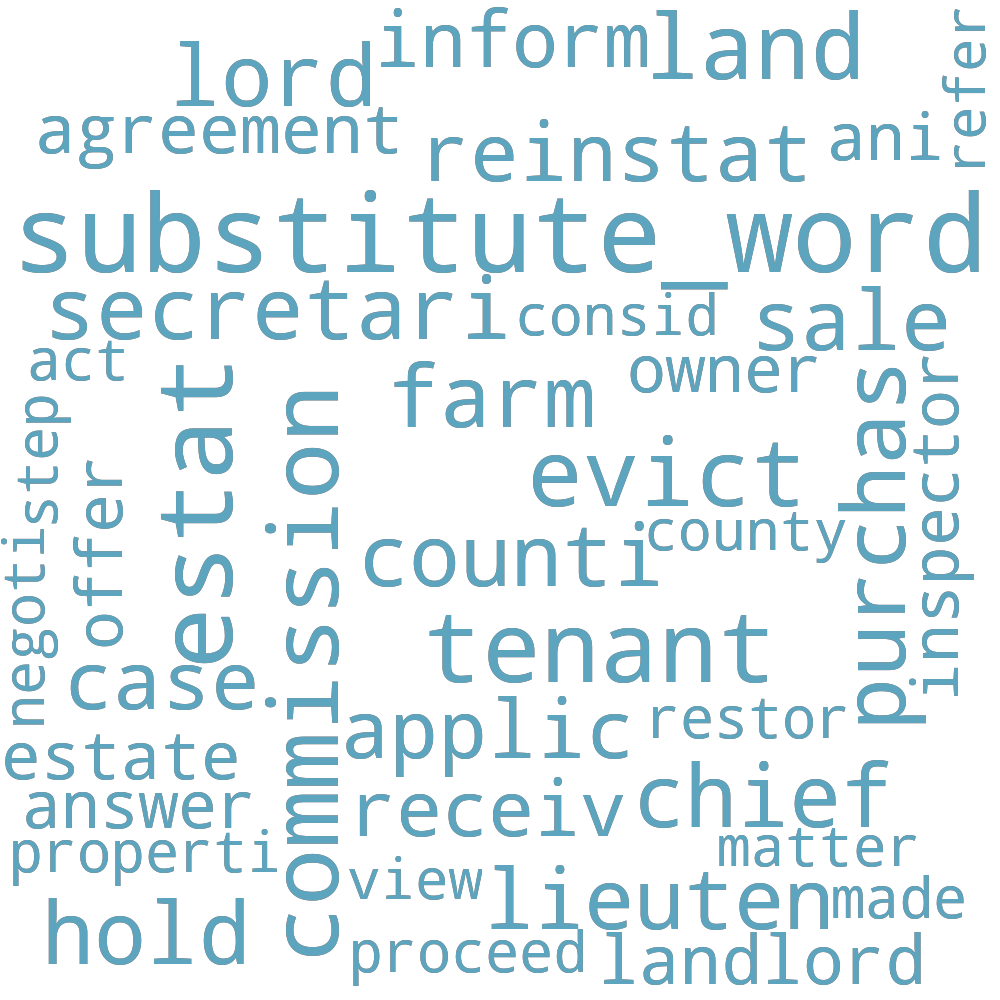 inform
land
refer
lord
agreement
reinstat
ani
substitute_word
secretari
consid
sale
act
farm
owner
estat
commission
purchas
inspector
step
evict
offer
county
counti
negoti
tenant
case
applic
restor
estate
answer
receiv
chief
properti
matter
view
lieuten
made
hold
proceed
landlord